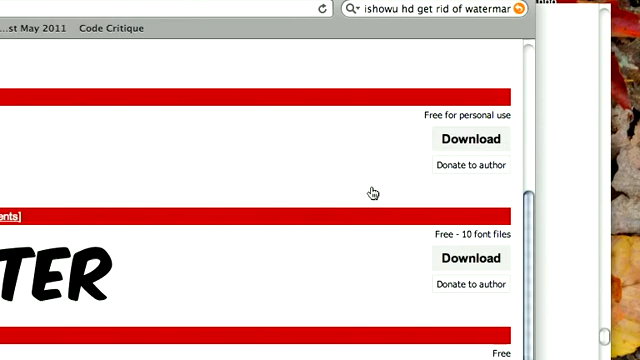 ishowu hd get rid of watermar
...st May 2011 Code Critique
Free for personal use
Download
Donate to author
ents]
Free - 10 font files
TER
Download
Donate to author
Free